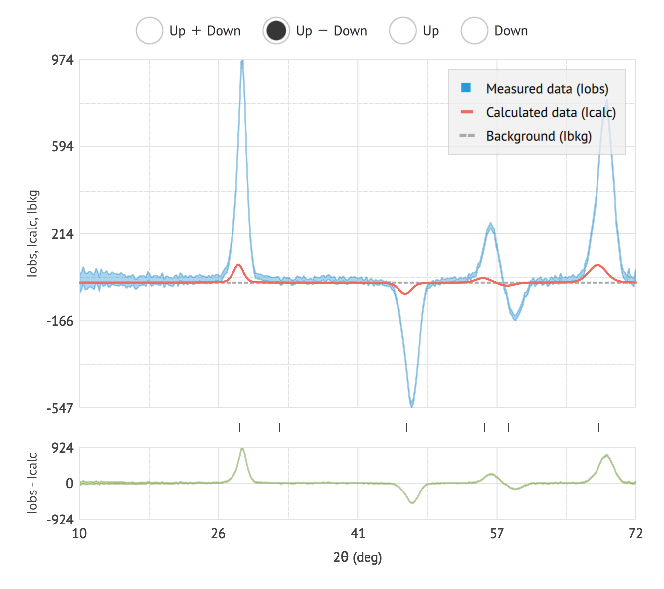 Up + Down
Up − Down
Up
Down
974
594
214
-166
-547
Iobs, Icalc, Ibkg
Measured data (Iobs)
Calculated data (Icalc)
Background (Ibkg)
924
0
-924
Iobs - Icalc
10
26
41
57
72
2θ (deg)